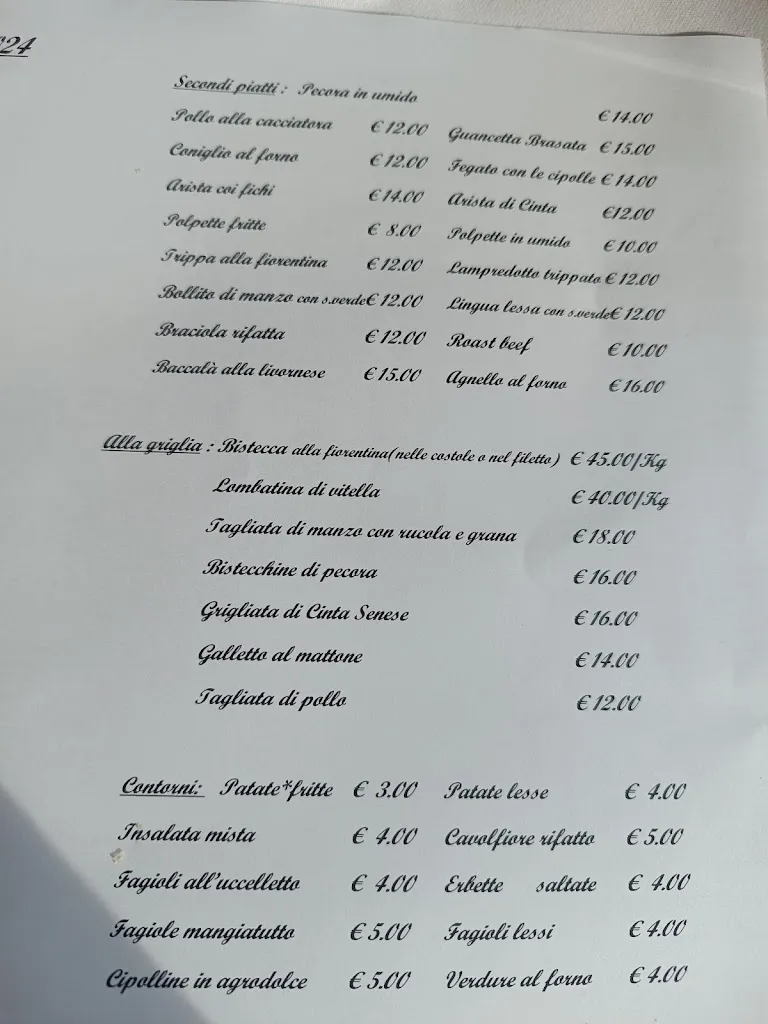 24
Secondi piatti : Pecora in umido € 14.00
Pollo alla cacciatora € 12.00 Guancetta Brasata € 15.00
Coniglio al forno € 12.00 Fegato con le cipolle € 14.00
Arista coi fichi € 14.00 Arista di Cinta €12.00
Polpette fritte € 8.00 Polpette in umido € 10.00
Trippa alla fiorentina € 12.00 Lampredotto trippato € 12.00
Bollito di manzo con s.verde€ 12.00 Lingua lessa con s.verde€ 12.00
Braciola rifatta € 12.00 Roast beef € 10.00
Baccalà alla livornese € 15.00 Agnello al forno € 16.00
Alla griglia : Bistecca alla fiorentina(nelle costole o nel filetto) € 45.00/Kg
Lombatina di vitella € 40.00/Kg
Tagliata di manzo con rucola e grana € 18.00
Bistecchine di pecora € 16.00
Grigliata di Cinta Senese € 16.00
Galletto al mattone € 14.00
Tagliata di pollo € 12.00
Contorni: Patate*fritte € 3.00 Patate lesse € 4.00
Insalata mista € 4.00 Cavolfiore rifatto € 5.00
Fagioli all'uccelletto € 4.00 Erbette saltate € 4.00
Fagiole mangiatutto € 5.00 Fagioli lessi € 4.00
Cipolline in agrodolce € 5.00 Verdure al forno € 4.00